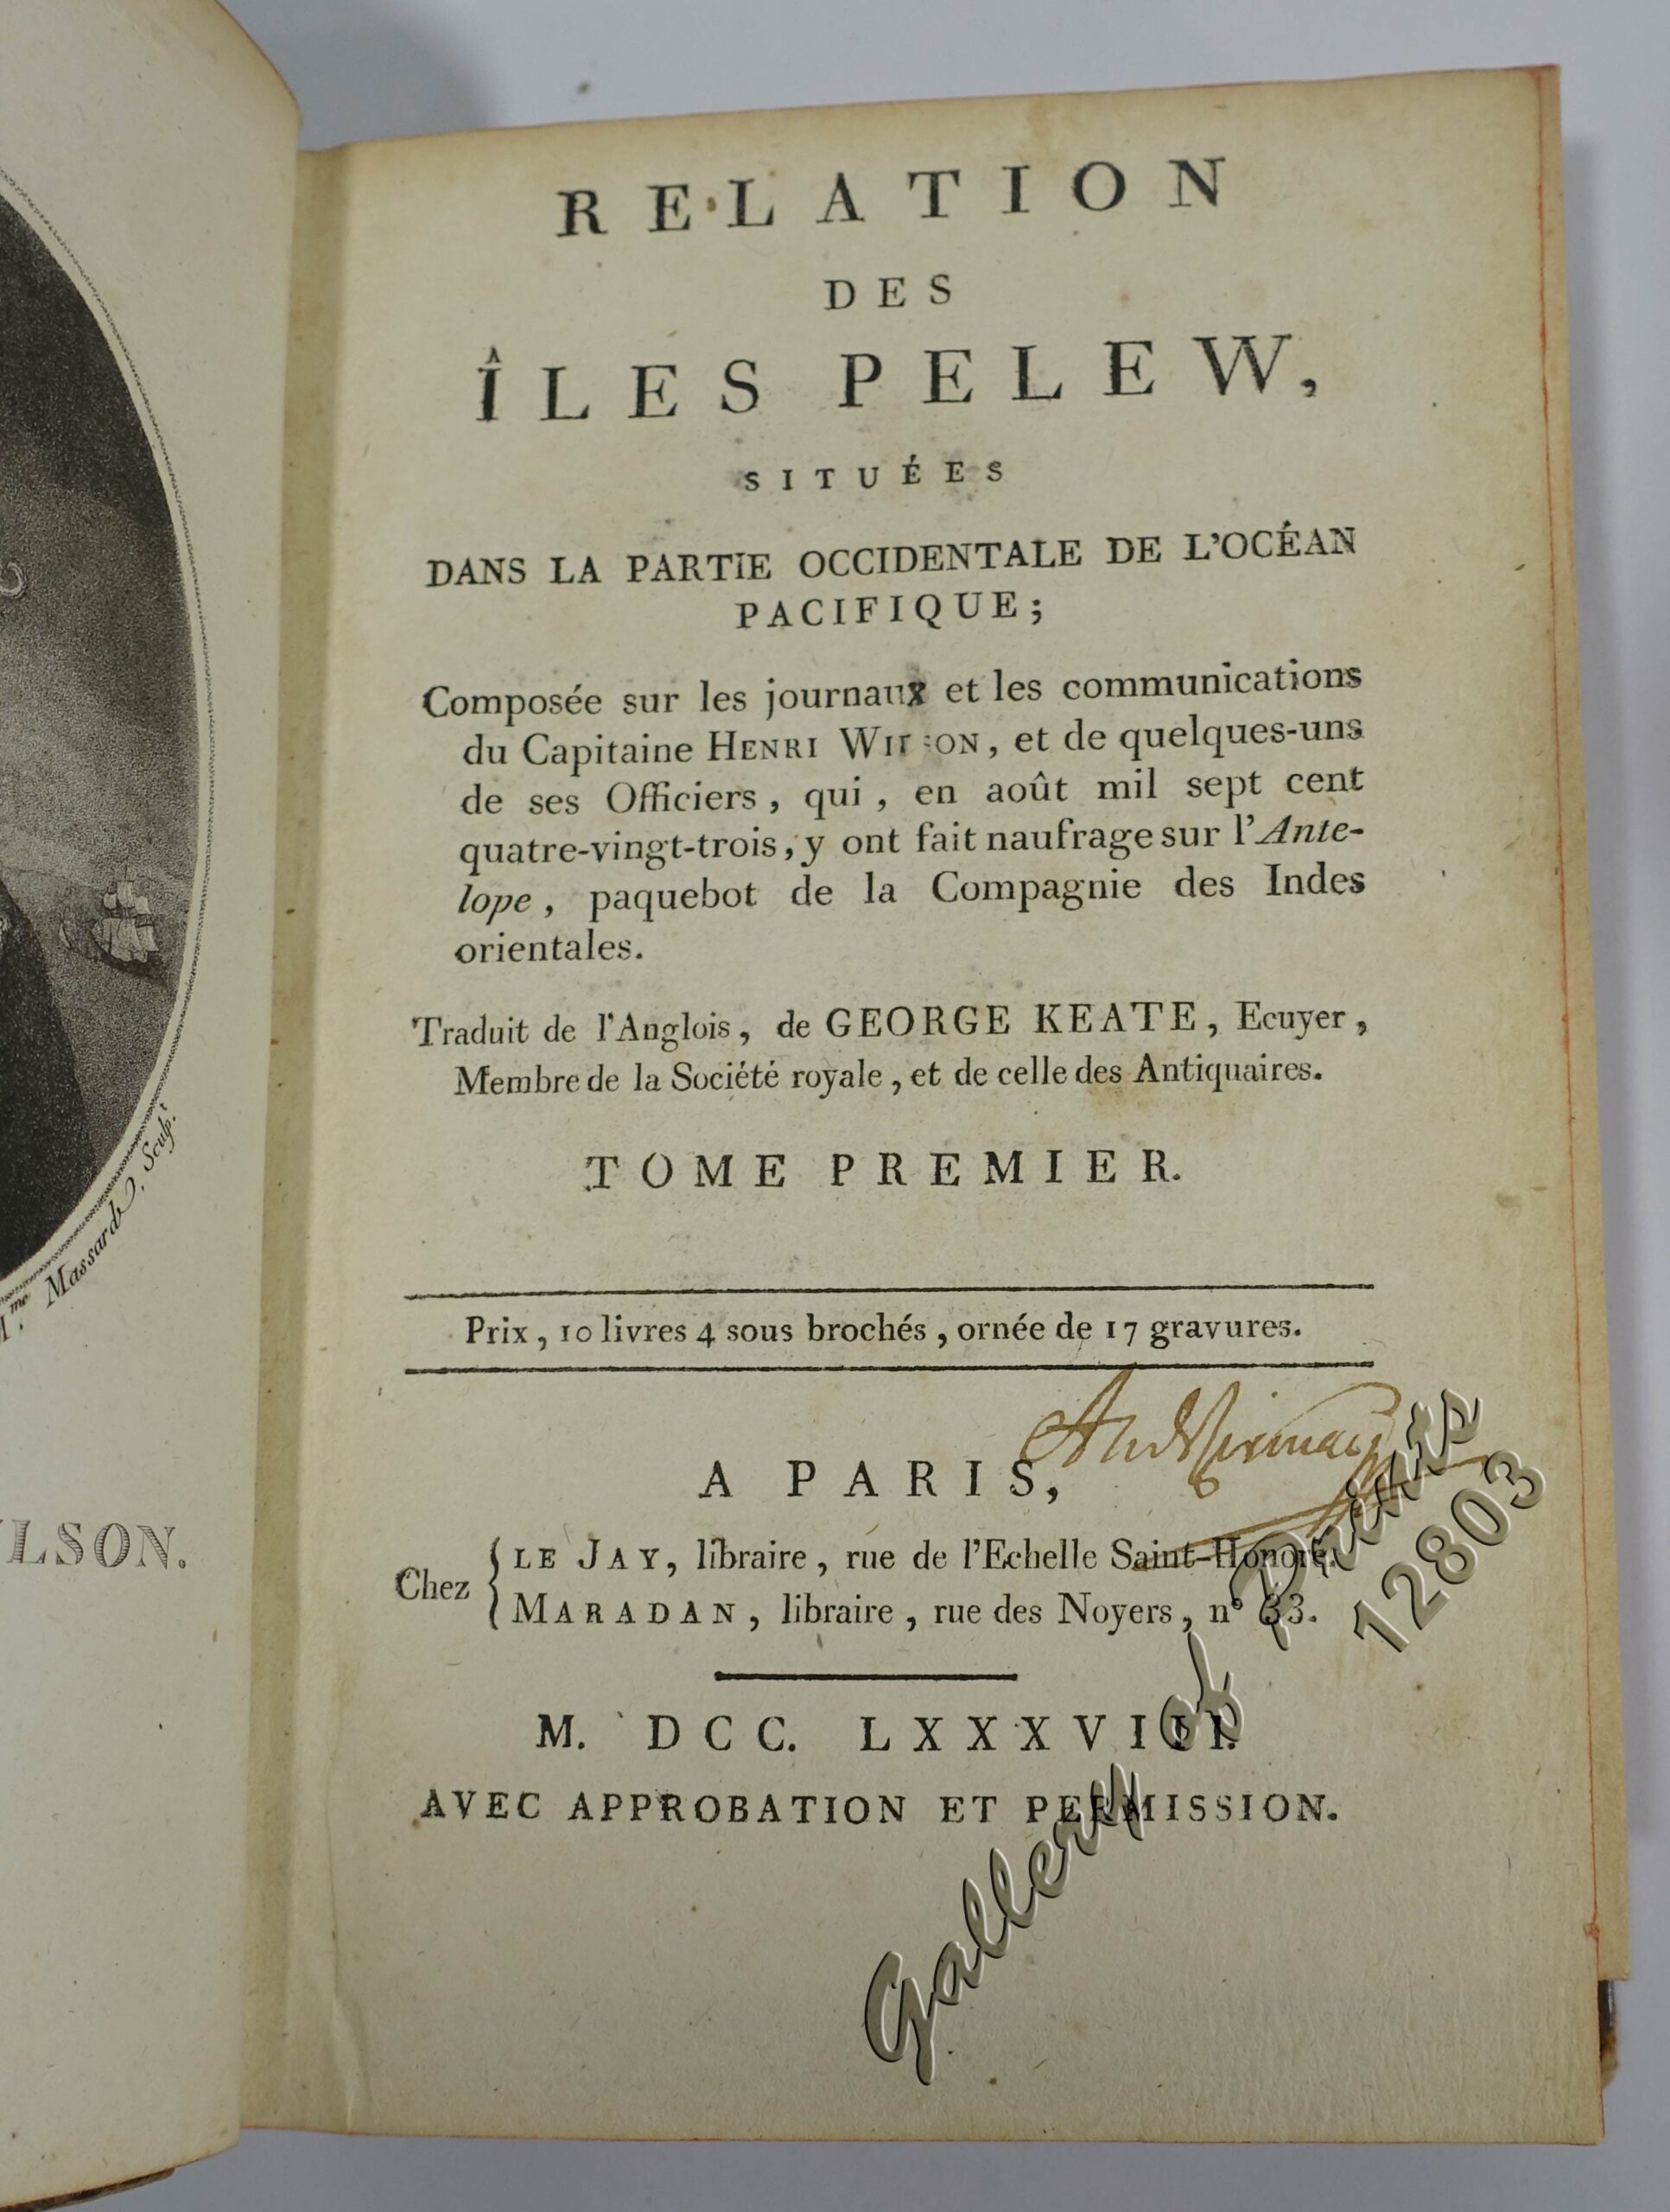 RELATION
DES
ÎLES PELEW,
SITUÉES
DANS LA PARTIE OCCIDENTALE DE L'OCÉAN
PACIFIQUE;
Composée sur les journaux et les communications
du Capitaine HENRI WILSON, et de quelques-uns
de ses Officiers, qui, en août mil sept cent
quatre-vingt-trois, y ont fait naufrage sur l'Ante-
lope, paquebot de la Compagnie des Indes
orientales.
Traduit de l'Anglois, de GEORGE KEATE, Ecuyer,
Membre de la Société royale, et de celle des Antiquaires.
TOME PREMIER.
Prix, 10 livres 4 sous brochés, ornée de 17 gravures.
A PARIS,
Chez
LE JAY, libraire, rue de l'Echelle Saint-Honoré.
MARADAN, libraire, rue des Noyers, n° 33.
M. DCC. LXXXVIII.
AVEC APPROBATION ET PERMISSION.
Massard, Sculp.t
LSON.
Gallery of Prints
12803